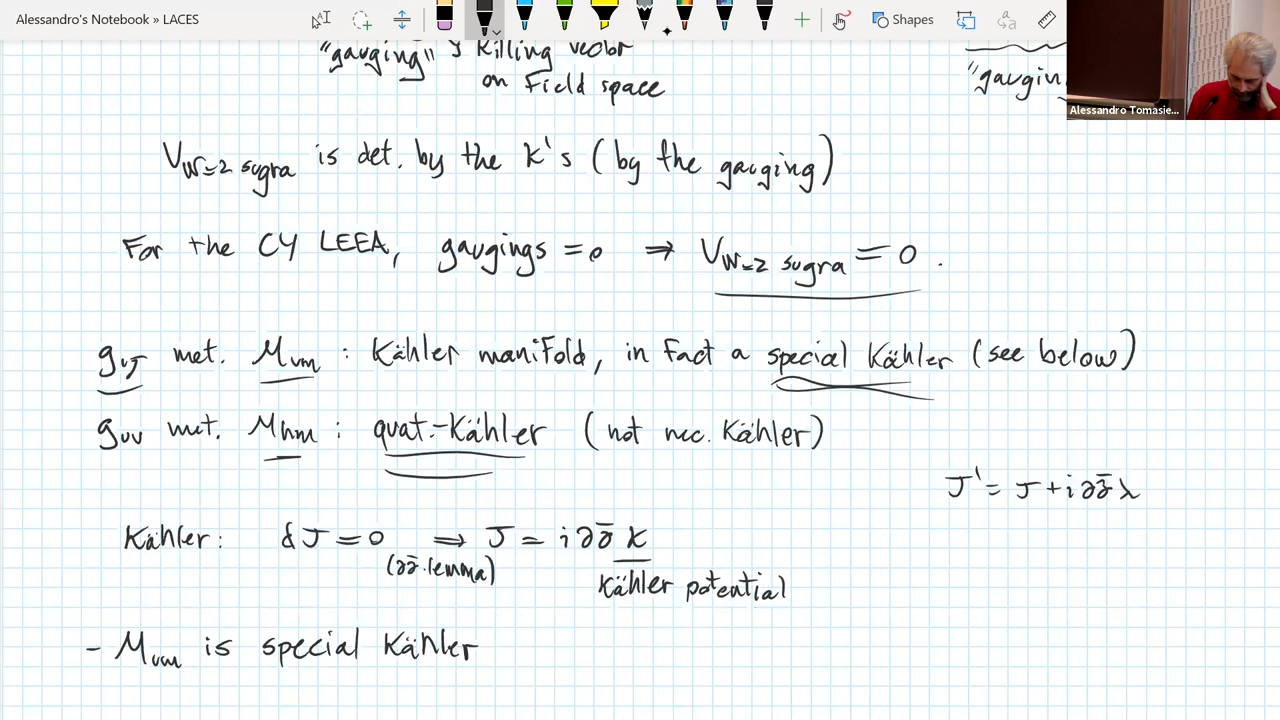 Alessandro's Notebook » LACES
Shapes
Alessandro Tomasie...
"gauging" Killing vector
on field space
"gaugin
V_{N=2 sugra} is det. by the k's (by the gauging)
For the CY LEEA, gaugings = 0 ⇒ V_{N=2 sugra} = 0.
met. M_{vm} : Kähler manifold, in fact a special Kähler (see below)
g_{uv} met. M_{hm} : quat.-Kähler (not nec. Kähler)
J' = J + i∂∂̄λ
Kähler: dJ = 0 ⇒ J = i∂∂̄ K
(∂∂̄-lemma)
Kähler potential
- M_{vm} is special Kähler